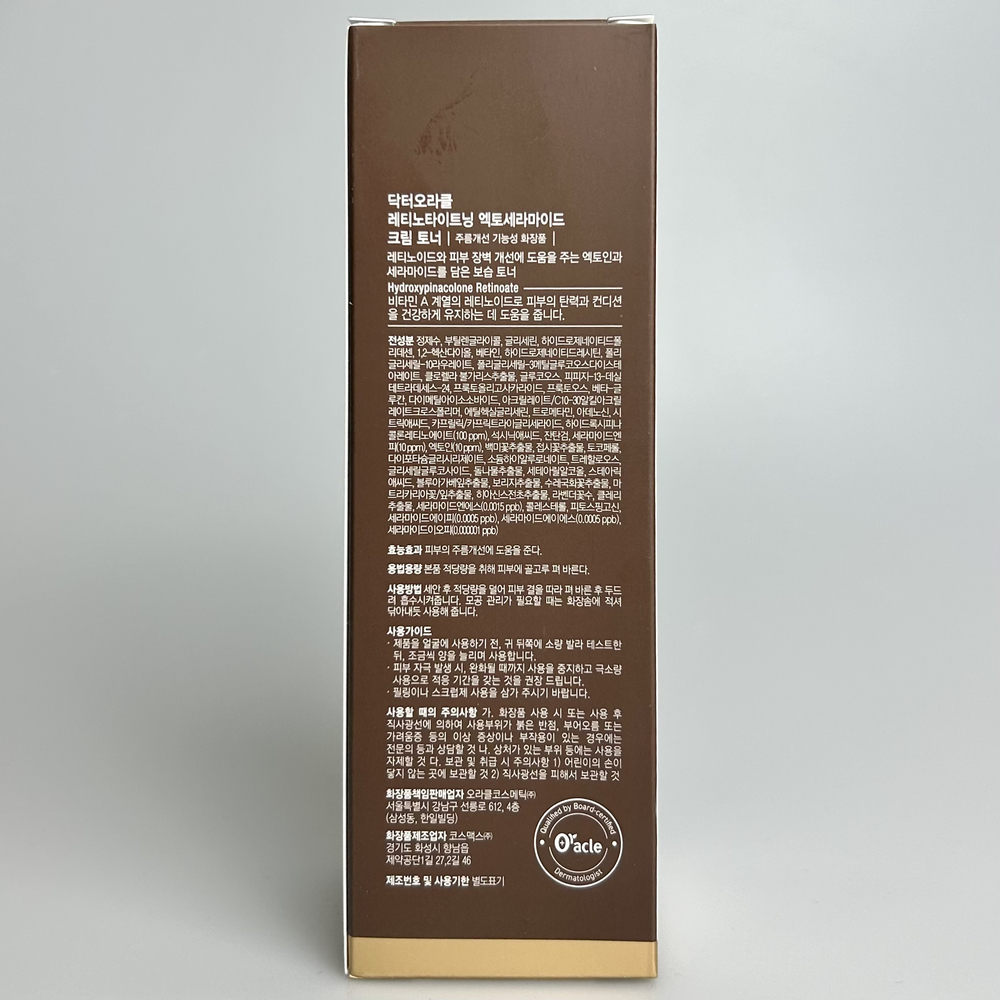 닥터오라클
레티노타이트닝 엑토세라마이드
크림 토너 | 주름개선 기능성 화장품 |
레티노이드와 피부 장벽 개선에 도움을 주는 엑토인과
세라마이드를 담은 보습 토너
Hydroxypinacolone Retinoate
비타민 A 계열의 레티노이드로 피부의 탄력과 컨디션
을 건강하게 유지하는 데 도움을 줍니다.
전성분 정제수, 부틸렌글라이콜, 글리세린, 하이드로제네이티드폴
리데센, 1,2-헥산다이올, 베타인, 하이드로제네이티드레시틴, 폴리
글리세릴-10라우레이트, 폴리글리세릴-3메틸글루코오스다이스테
아레이트, 클로렐라 불가리스추출물, 글루코오스, 피피지-13-데실
테트라데세스-24, 프룩토올리고사카라이드, 프룩토오스, 베타-글
루칸, 다이메틸아이소소바이드, 아크릴레이트/C10-30알킬아크릴
레이트크로스폴리머, 에틸헥실글리세린, 트로메타민, 아데노신, 시
트릭애씨드, 카프릴릭/카프릭트라이글리세라이드, 하이드록시피나
콜론레티노에이트(100 ppm), 석시닉애씨드, 잔탄검, 세라마이드엔
피(10 ppm), 엑토인(10 ppm), 백미꽃추출물, 접시꽃추출물, 토코페롤,
다이포타슘글리시리제이트, 소듐하이알루로네이트, 트레할로오스,
글리세릴글루코사이드, 돌나물추출물, 세테아릴알코올, 스테아릭
애씨드, 볼루아가베잎추출물, 보리지추출물, 수레국화꽃추출물, 마
트리카리아꽃/잎추출물, 히아신스전초추출물, 라벤더꽃수, 클레리
추출물, 세라마이드엔에스(0.0015 ppb), 콜레스테롤, 피토스핑고신,
세라마이드에이피(0.0005 ppb), 세라마이드에이에스(0.0005 ppb),
세라마이드이오피(0.000001 ppb)
효능효과 피부의 주름개선에 도움을 준다.
용법용량 본품 적당량을 취해 피부에 골고루 펴 바른다.
사용방법 세안 후 적당량을 덜어 피부 결을 따라 펴 바른 후 두드
려 흡수시켜줍니다. 모공 관리가 필요할 때는 화장솜에 적셔
닦아내듯 사용해 줍니다.
사용가이드
· 제품을 얼굴에 사용하기 전, 귀 뒤쪽에 소량 발라 테스트한
뒤, 조금씩 양을 늘리며 사용합니다.
· 피부 자극 발생 시, 완화될 때까지 사용을 중지하고 극소량
사용으로 적응 기간을 갖는 것을 권장 드립니다.
· 필링이나 스크럽제 사용을 삼가 주시기 바랍니다.
사용할 때의 주의사항 가. 화장품 사용 시 또는 사용 후
직사광선에 의하여 사용부위가 붉은 반점, 부어오름 또는
가려움증 등의 이상 증상이나 부작용이 있는 경우에는
전문의 등과 상담할 것 나. 상처가 있는 부위 등에는 사용을
자제할 것 다. 보관 및 취급 시 주의사항 1) 어린이의 손이
닿지 않는 곳에 보관할 것 2) 직사광선을 피해서 보관할 것
화장품책임판매업자 오라클코스메틱㈜
서울특별시 강남구 선릉로 612, 4층
(삼성동, 한일빌딩)
화장품제조업자 코스맥스㈜
경기도 화성시 향남읍
제약공단1길 27,2길 46
제조번호 및 사용기한 별도표기
Qualified by Board-certified
Oracle
Dermatologist